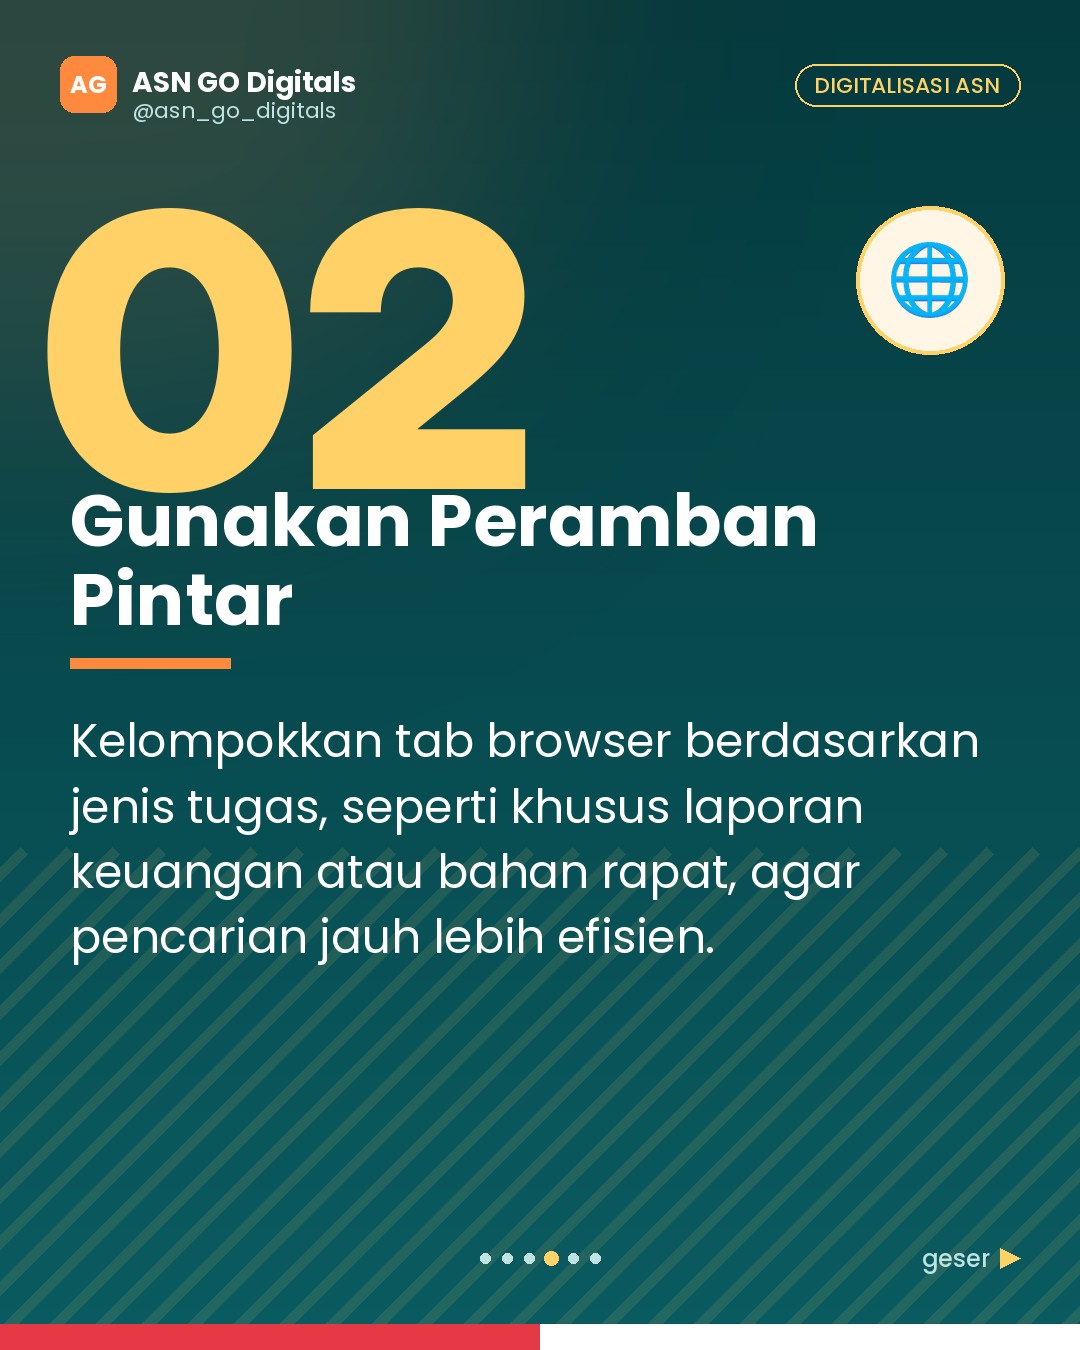 AG
ASN GO Digitals
@asn_go_digitals
DIGITALISASI ASN
02
Gunakan Peramban
Pintar
Kelompokkan tab browser berdasarkan
jenis tugas, seperti khusus laporan
keuangan atau bahan rapat, agar
pencarian jauh lebih efisien.
geser